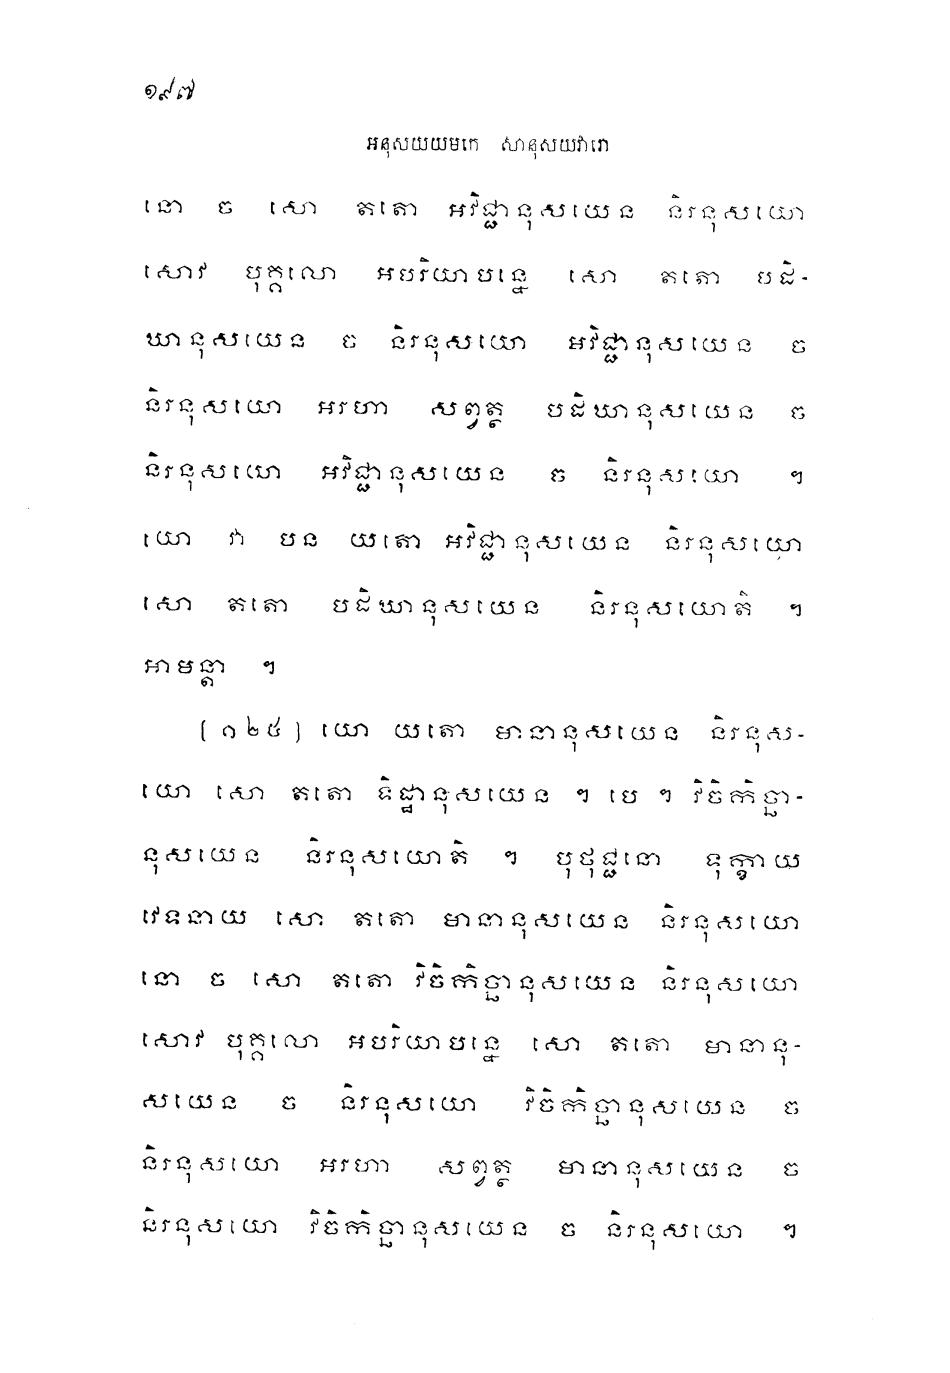 ១៩៧
អនុសយយមកេ សានុសយវារោ
នោ ច សោ តតោ អវិជ្ជានុសយេន និរនុសយោ
សោវ បុគ្គលោ អបរិយាបន្នេ សោ តតោ បដិ-
ឃានុសយេន ច និរនុសយោ អវិជ្ជានុសយេន ច
និរនុសយោ អរហា សព្វត្ថ បដិឃានុសយេន ច
និរនុសយោ អវិជ្ជានុសយេន ច និរនុសយោ ។
យោ វា បន យតោ អវិជ្ជានុសយេន និរនុសយោ
សោ តតោ បដិឃានុសយេន និរនុសយោតិ ។
អាមន្តា ។
[១២៥] យោ យតោ មានានុសយេន និរនុស-
យោ សោ តតោ ទិដ្ឋានុសយេន ។ បេ ។ វិចិកិច្ឆា-
នុសយេន និរនុសយោតិ ។ បុថុជ្ជនោ ទុក្ខាយ
វេទនាយ សោ តតោ មានានុសយេន និរនុសយោ
នោ ច សោ តតោ វិចិកិច្ឆានុសយេន និរនុសយោ
សោវ បុគ្គលោ អបរិយាបន្នេ សោ តតោ មានានុ-
សយេន ច និរនុសយោ វិចិកិច្ឆានុសយេន ច
និរនុសយោ អរហា សព្វត្ថ មានានុសយេន ច
និរនុសយោ វិចិកិច្ឆានុសយេន ច និរនុសយោ ។